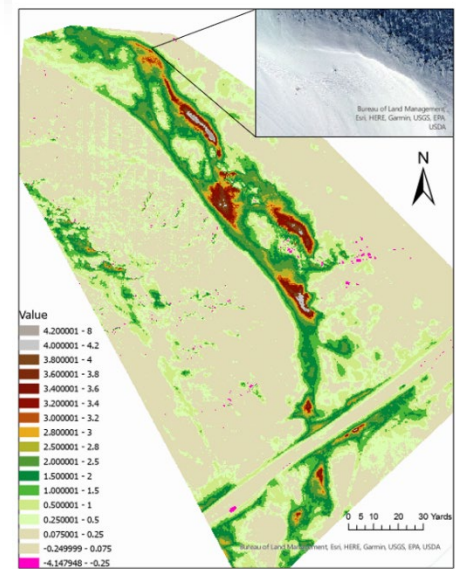 Bureau of Land Management,
Esri, HERE, Garmin, USGS, EPA,
USDA
N
Value
4.200001 - 8
4.000001 - 4.2
3.800001 - 4
3.600001 - 3.8
3.400001 - 3.6
3.200001 - 3.4
3.000001 - 3.2
2.800001 - 3
2.500001 - 2.8
2.000001 - 2.5
1.500001 - 2
1.000001 - 1.5
0.500001 - 1
0.250001 - 0.5
0.075001 - 0.25
-0.249999 - 0.075
-4.147948 - -0.25
0 5 10 20 30 Yards
Bureau of Land Management, Esri, HERE, Garmin, USGS, EPA, USDA